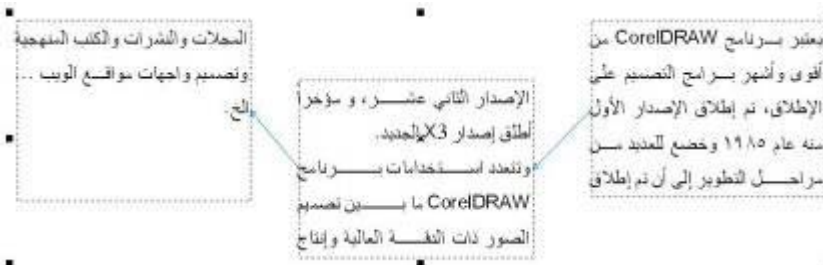 يعتبر برنامج CorelDRAW من
أقوى وأشهر برامج التصميم على
الإطلاق، تم إطلاق الإصدار الأول
منه عام ١٩٨٥ وخضع للعديد من
مراحل التطوير إلى أن تم إطلاق
الإصدار الثاني عشر، و مؤخرا
أطلق إصدار X3 الجديد.
وتتعدد استخدامات برنامج
CorelDRAW ما بين تصميم
الصور ذات الدقة العالية وإنتاج
المجلات والنشرات والكتب المنهجية
وتصميم واجهات مواقع الويب ...
الخ.